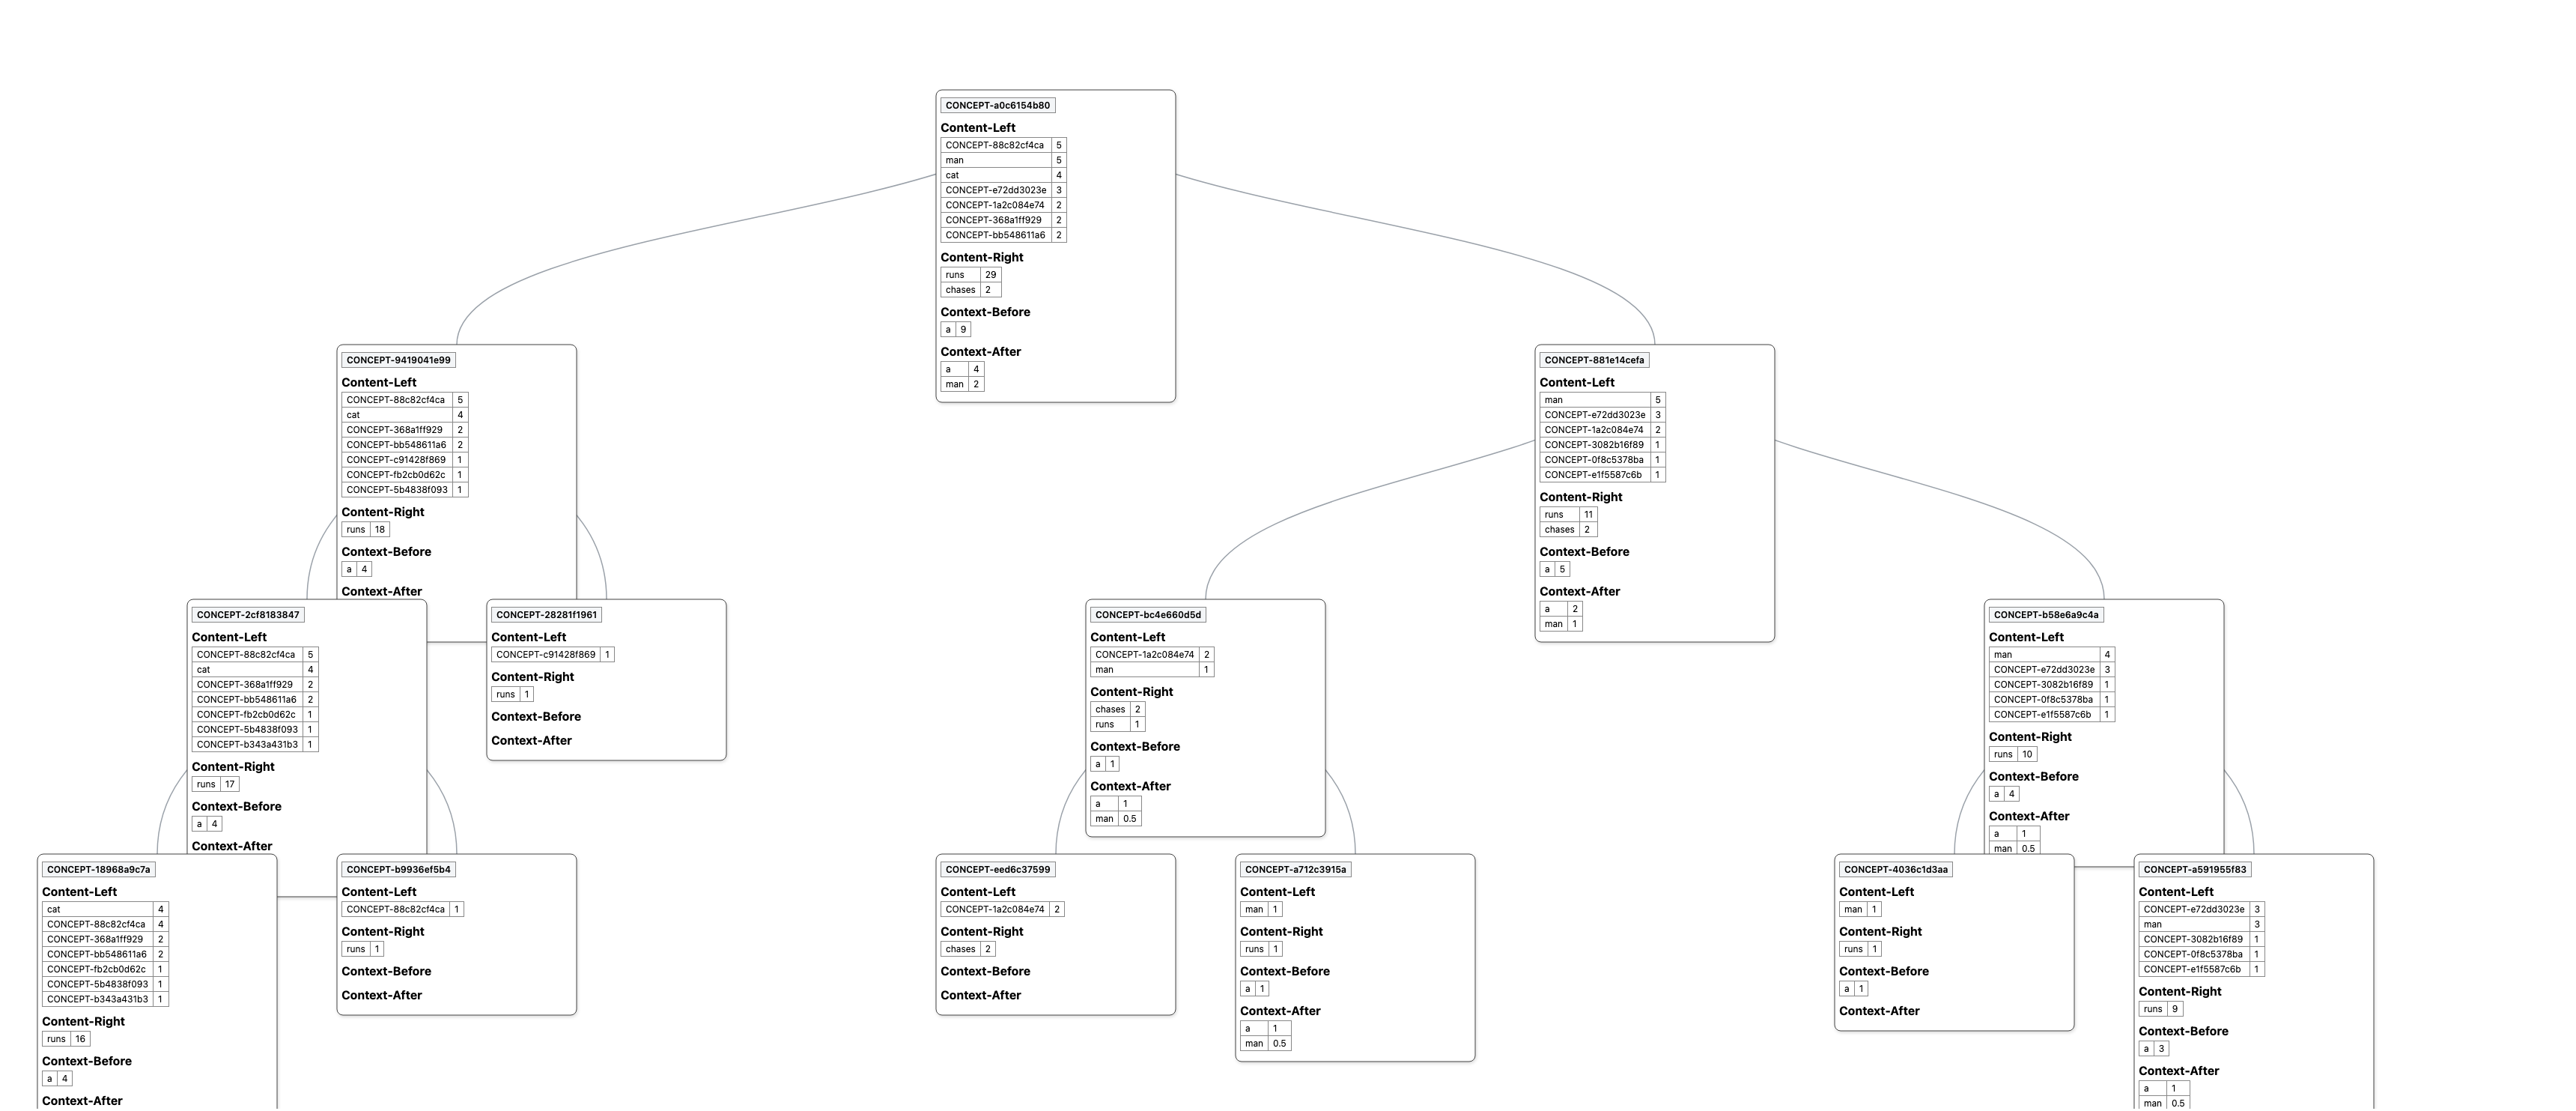 CONCEPT-a0c6154b80
Content-Left
CONCEPT-88c82cf4ca 5
man 5
cat 4
CONCEPT-e72dd3023e 3
CONCEPT-1a2c084e74 2
CONCEPT-368a1ff929 2
CONCEPT-bb548611a6 2
Content-Right
runs 29
chases 2
Context-Before
a 9
Context-After
a 4
man 2
CONCEPT-9419041e99
Content-Left
CONCEPT-88c82cf4ca 5
cat 4
CONCEPT-368a1ff929 2
CONCEPT-bb548611a6 2
CONCEPT-c91428f869 1
CONCEPT-fb2cb0d62c 1
CONCEPT-5b4838f093 1
Content-Right
runs 18
Context-Before
a 4
Context-After
CONCEPT-881e14cefa
Content-Left
man 5
CONCEPT-e72dd3023e 3
CONCEPT-1a2c084e74 2
CONCEPT-3082b16f89 1
CONCEPT-0f8c5378ba 1
CONCEPT-e1f5587c6b 1
Content-Right
runs 11
chases 2
Context-Before
a 5
Context-After
a 2
man 1
CONCEPT-2cf8183847
Content-Left
CONCEPT-88c82cf4ca 5
cat 4
CONCEPT-368a1ff929 2
CONCEPT-bb548611a6 2
CONCEPT-fb2cb0d62c 1
CONCEPT-5b4838f093 1
CONCEPT-b343a431b3 1
Content-Right
runs 17
Context-Before
a 4
Context-After
CONCEPT-28281f1961
Content-Left
CONCEPT-c91428f869 1
Content-Right
runs 1
Context-Before
Context-After
CONCEPT-bc4e660d5d
Content-Left
CONCEPT-1a2c084e74 2
man 1
Content-Right
chases 2
runs 1
Context-Before
a 1
Context-After
a 1
man 0.5
CONCEPT-b58e6a9c4a
Content-Left
man 4
CONCEPT-e72dd3023e 3
CONCEPT-3082b16f89 1
CONCEPT-0f8c5378ba 1
CONCEPT-e1f5587c6b 1
Content-Right
runs 10
Context-Before
a 4
Context-After
a 1
man 0.5
CONCEPT-18968a9c7a
Content-Left
cat 4
CONCEPT-88c82cf4ca 4
CONCEPT-368a1ff929 2
CONCEPT-bb548611a6 2
CONCEPT-fb2cb0d62c 1
CONCEPT-5b4838f093 1
CONCEPT-b343a431b3 1
Content-Right
runs 16
Context-Before
a 4
Context-After
CONCEPT-b9936ef5b4
Content-Left
CONCEPT-88c82cf4ca 1
Content-Right
runs 1
Context-Before
Context-After
CONCEPT-eed6c37599
Content-Left
CONCEPT-1a2c084e74 2
Content-Right
chases 2
Context-Before
Context-After
CONCEPT-a712c3915a
Content-Left
man 1
Content-Right
runs 1
Context-Before
a 1
Context-After
a 1
man 0.5
CONCEPT-4036c1d3aa
Content-Left
man 1
Content-Right
runs 1
Context-Before
a 1
Context-After
CONCEPT-a591955f83
Content-Left
CONCEPT-e72dd3023e 3
man 3
CONCEPT-3082b16f89 1
CONCEPT-0f8c5378ba 1
CONCEPT-e1f5587c6b 1
Content-Right
runs 9
Context-Before
a 3
Context-After
a 1
man 0.5